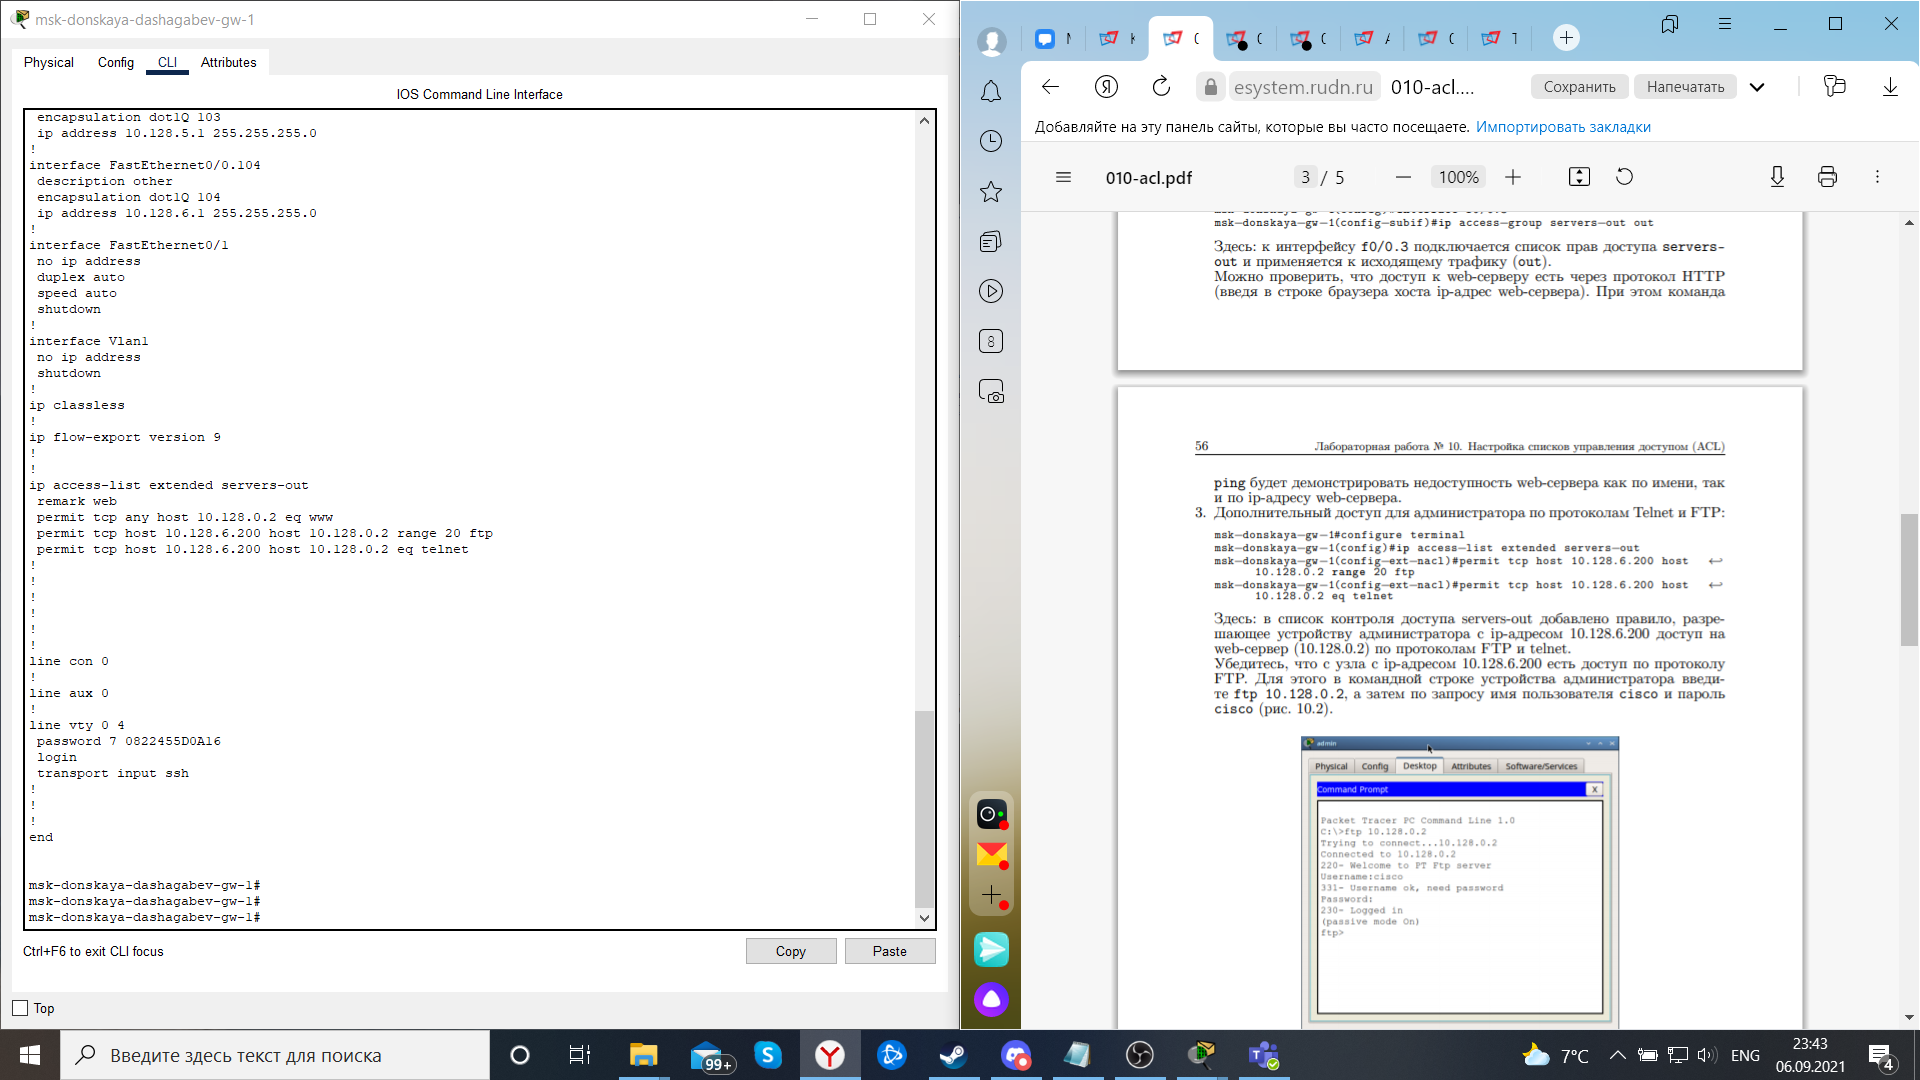 msk-donskaya-dashagabev-gw-1
Physical
Config
CLI
Attributes
IOS Command Line Interface
encapsulation dot1Q 103
ip address 10.128.5.1 255.255.255.0
!
interface FastEthernet0/0.104
description other
encapsulation dot1Q 104
ip address 10.128.6.1 255.255.255.0
!
interface FastEthernet0/1
no ip address
duplex auto
speed auto
shutdown
!
interface Vlan1
no ip address
shutdown
!
ip classless
!
ip flow-export version 9
!
!
ip access-list extended servers-out
remark web
permit tcp any host 10.128.0.2 eq www
permit tcp host 10.128.6.200 host 10.128.0.2 range 20 ftp
permit tcp host 10.128.6.200 host 10.128.0.2 eq telnet
!
!
!
!
!
!
line con 0
!
line aux 0
!
line vty 0 4
password 7 0822455D0A16
login
transport input ssh
!
!
!
end
msk-donskaya-dashagabev-gw-1#
msk-donskaya-dashagabev-gw-1#
msk-donskaya-dashagabev-gw-1#
Ctrl+F6 to exit CLI focus
Copy
Paste
Top
esystem.rudn.ru
010-acl....
Сохранить
Напечатать
Добавляйте на эту панель сайты, которые вы часто посещаете. Импортировать закладки
010-acl.pdf
3 / 5
100%
8
msk-donskaya-gw-1(config-subif)#ip access-group servers-out out
Здесь: к интерфейсу f0/0.3 подключается список прав доступа servers-
out и применяется к исходящему трафику (out).
Можно проверить, что доступ к web-серверу есть через протокол HTTP
(введя в строке браузера хоста ip-адрес web-сервера). При этом команда
56
Лабораторная работа № 10. Настройка списков управления доступом (ACL)
ping будет демонстрировать недоступность web-сервера как по имени, так
и по ip-адресу web-сервера.
3. Дополнительный доступ для администратора по протоколам Telnet и FTP:
msk-donskaya-gw-1#configure terminal
msk-donskaya-gw-1(config)#ip access-list extended servers-out
msk-donskaya-gw-1(config-ext-nacl)#permit tcp host 10.128.6.200 host ↩
10.128.0.2 range 20 ftp
msk-donskaya-gw-1(config-ext-nacl)#permit tcp host 10.128.6.200 host ↩
10.128.0.2 eq telnet
Здесь: в список контроля доступа servers-out добавлено правило, разре-
шающее устройству администратора с ip-адресом 10.128.6.200 доступ на
web-сервер (10.128.0.2) по протоколам FTP и telnet.
Убедитесь, что с узла с ip-адресом 10.128.6.200 есть доступ по протоколу
FTP. Для этого в командной строке устройства администратора введи-
те ftp 10.128.0.2, а затем по запросу имя пользователя cisco и пароль
cisco (рис. 10.2).
admin
Physical
Config
Desktop
Attributes
Software/Services
Command Prompt
X
Packet Tracer PC Command Line 1.0
C:\>ftp 10.128.0.2
Trying to connect...10.128.0.2
Connected to 10.128.0.2
220- Welcome to PT Ftp server
Username:cisco
331- Username ok, need password
Password:
230- Logged in
(passive mode On)
ftp>
Введите здесь текст для поиска
99+
7°C
ENG
23:43
06.09.2021
4